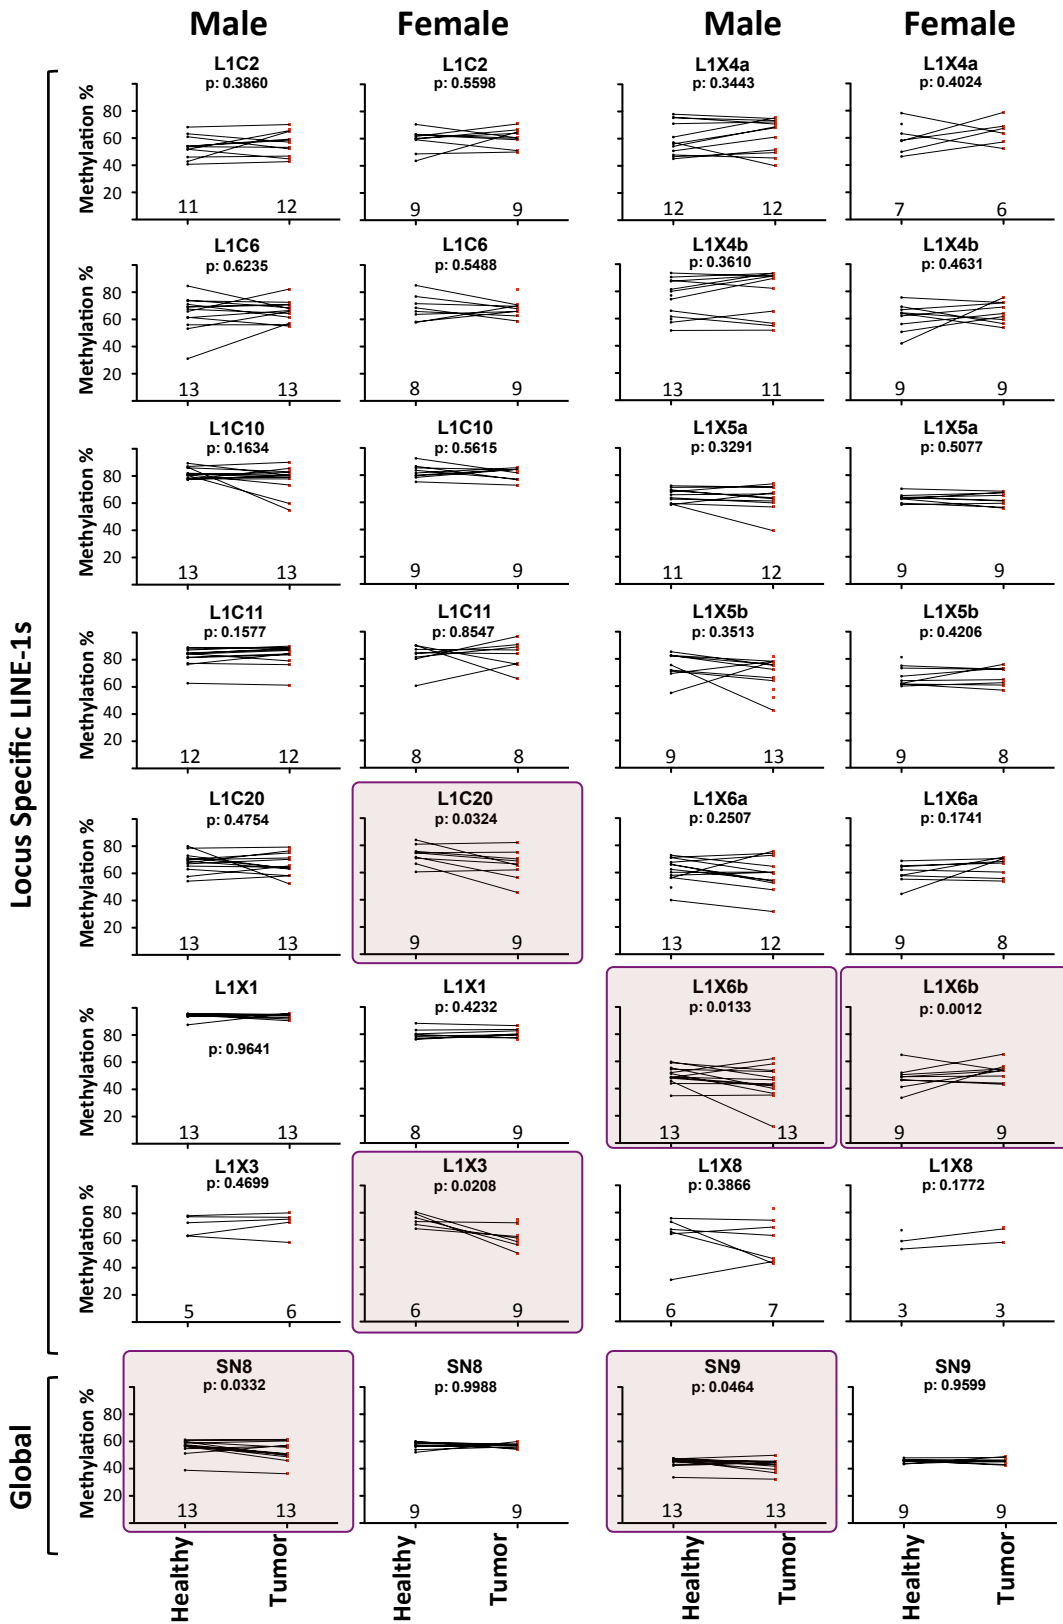 Male Female Male Female
L1C2 L1C2 L1X4a L1X4a
p: 0.3860 p: 0.5598 p: 0.3443 p: 0.4024
Methylation %
80
60
40
20
11 12 9 9 12 12 7 6
L1C6 L1C6 L1X4b L1X4b
p: 0.6235 p: 0.5488 p: 0.3610 p: 0.4631
Methylation %
80
60
40
20
13 13 8 9 13 11 9 9
L1C10 L1C10 L1X5a L1X5a
p: 0.1634 p: 0.5615 p: 0.3291 p: 0.5077
Methylation %
80
60
40
20
13 13 9 9 11 12 9 9
L1C11 L1C11 L1X5b L1X5b
p: 0.1577 p: 0.8547 p: 0.3513 p: 0.4206
Methylation %
80
60
40
20
12 12 8 8 9 13 9 8
Locus Specific LINE-1s
L1C20 L1C20 L1X6a L1X6a
p: 0.4754 p: 0.0324 p: 0.2507 p: 0.1741
Methylation %
80
60
40
20
13 13 9 9 13 12 9 8
L1X1 L1X1 L1X6b L1X6b
p: 0.9641 p: 0.4232 p: 0.0133 p: 0.0012
Methylation %
80
60
40
20
13 13 8 9 13 13 9 9
L1X3 L1X3 L1X8 L1X8
p: 0.4699 p: 0.0208 p: 0.3866 p: 0.1772
Methylation %
80
60
40
20
5 6 6 9 6 7 3 3
Global
SN8 SN8 SN9 SN9
p: 0.0332 p: 0.9988 p: 0.0464 p: 0.9599
Methylation %
80
60
40
20
13 13 9 9 13 13 9 9
Healthy Tumor Healthy Tumor Healthy Tumor Healthy Tumor